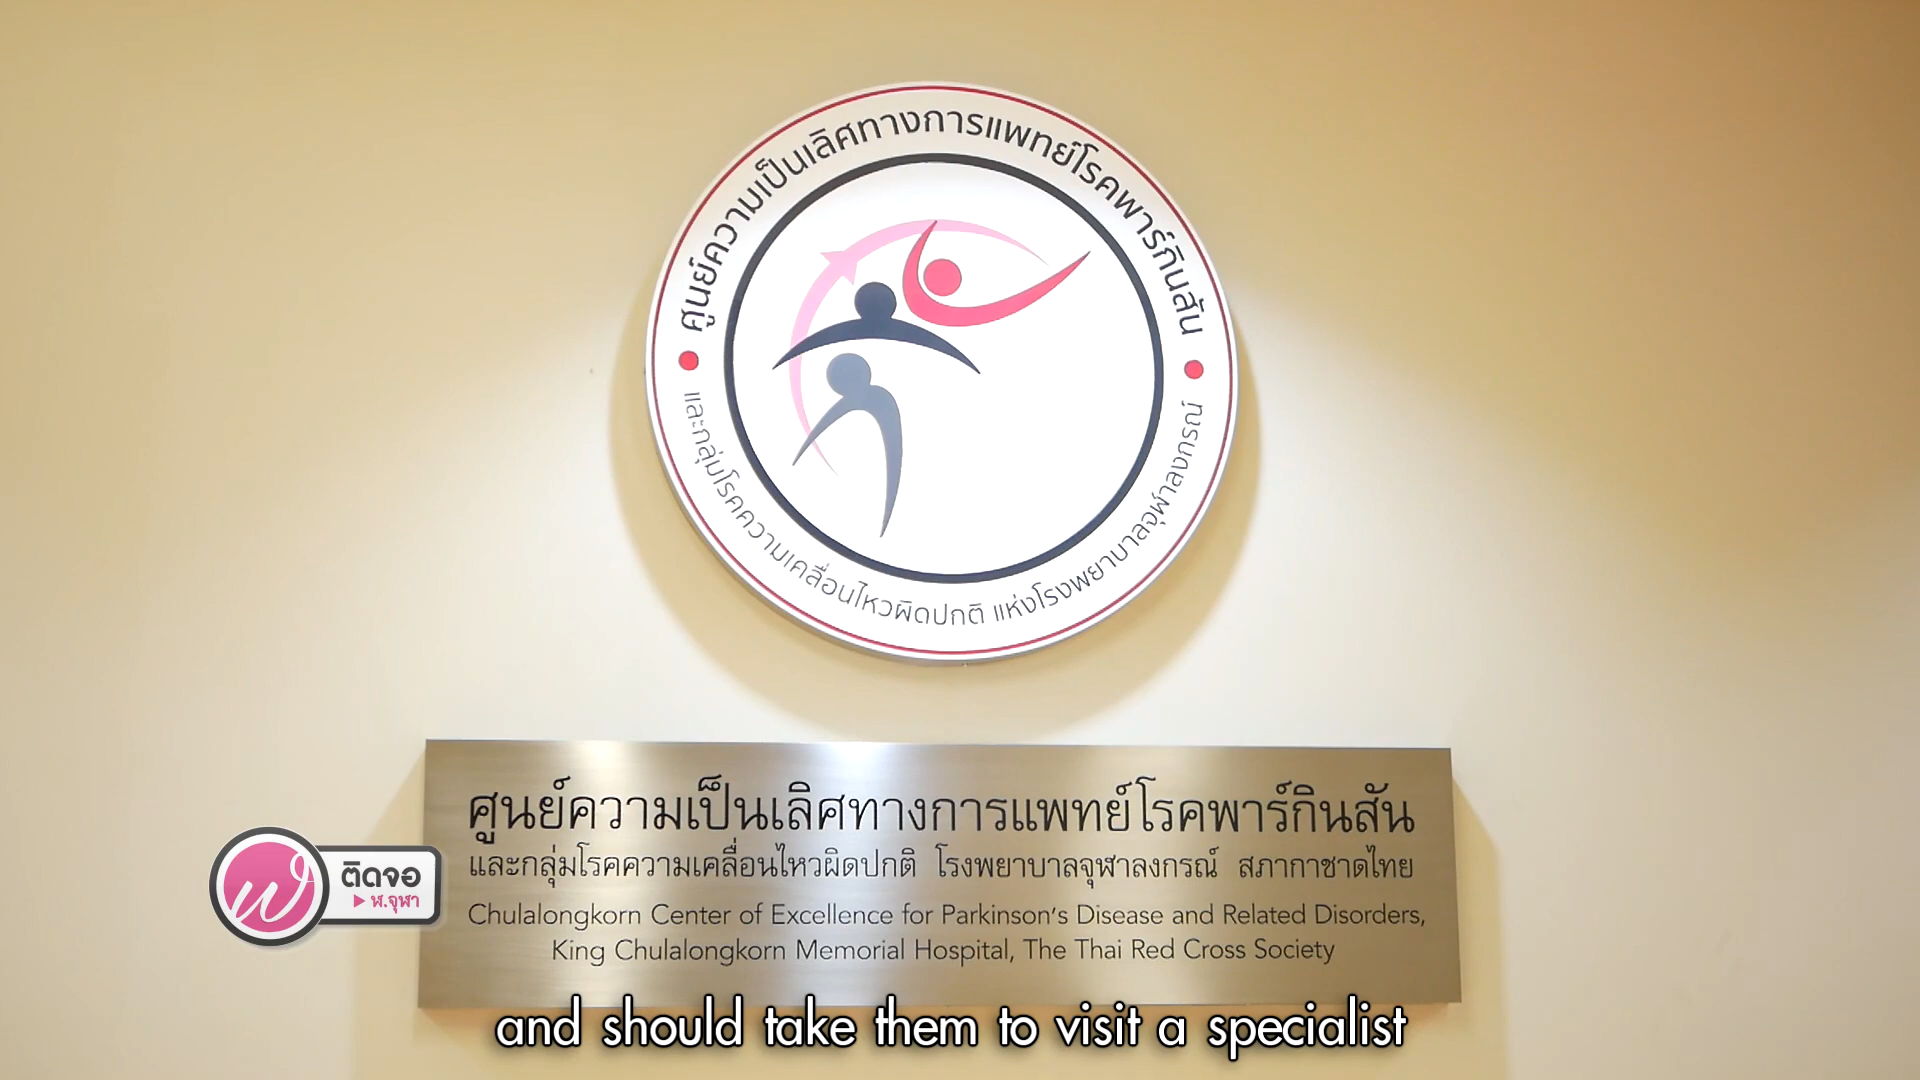 ศูนย์ความเป็นเลิศทางการแพทย์โรคพาร์กินสัน
และกลุ่มโรคความเคลื่อนไหวผิดปกติ แห่งโรงพยาบาลจุฬาลงกรณ์
ศูนย์ความเป็นเลิศทางการแพทย์โรคพาร์กินสัน
และกลุ่มโรคความเคลื่อนไหวผิดปกติ โรงพยาบาลจุฬาลงกรณ์ สภากาชาดไทย
Chulalongkorn Center of Excellence for Parkinson's Disease and Related Disorders,
King Chulalongkorn Memorial Hospital, The Thai Red Cross Society
ฬ
ติดจอ
ฬ.จุฬา
and should take them to visit a specialist